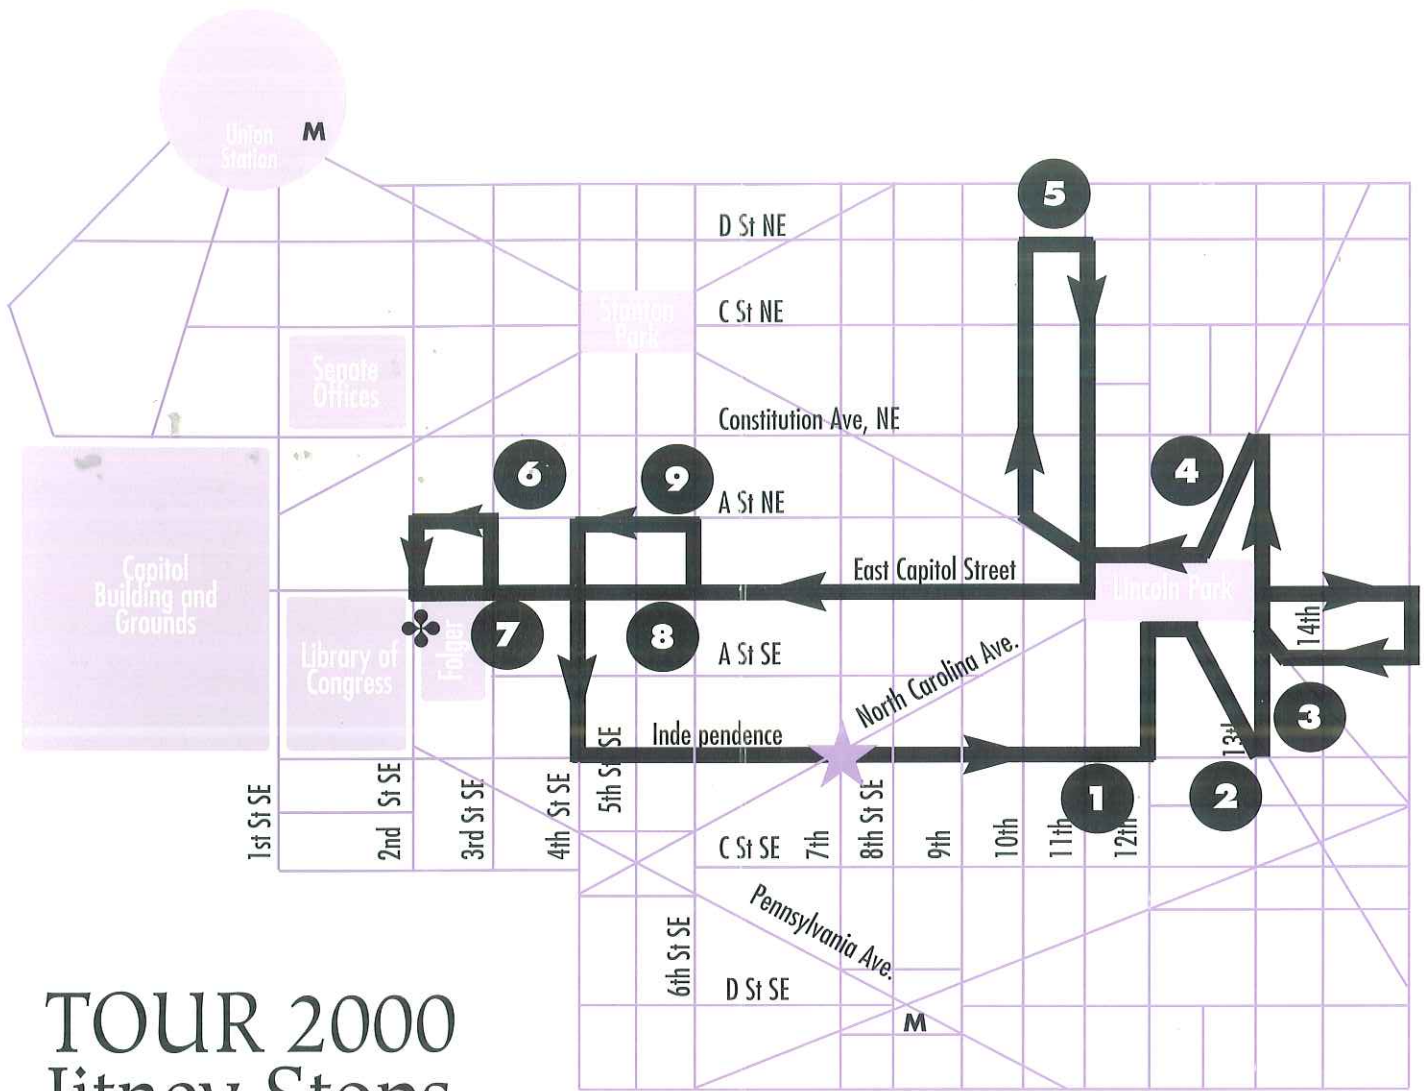 Union
Station
M
5
D St NE
Stanton
Park
C St NE
Senate
Offices
Constitution Ave, NE
4
6
9
A St NE
Capitol
Building and
Grounds
East Capitol Street
Lincoln Park
14th
Library of
Congress
Folger
7
8
A St SE
North Carolina Ave.
3
Inde pendence
13th
1st St SE
2nd St SE
3rd St SE
4th St SE
5th St SE
1
2
C St SE
7th
8th St SE
9th
10th
11th
12th
Pennsylvania Ave.
6th St SE
D St SE
M
TOUR 2000
Jitney Stops